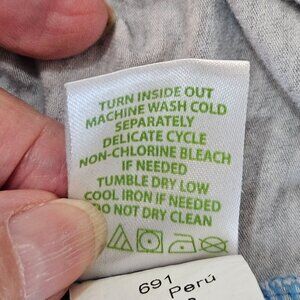 TURN INSIDE OUT
MACHINE WASH COLD
SEPARATELY
DELICATE CYCLE
NON-CHLORINE BLEACH
IF NEEDED
TUMBLE DRY LOW
COOL IRON IF NEEDED
DO NOT DRY CLEAN
691
Perú